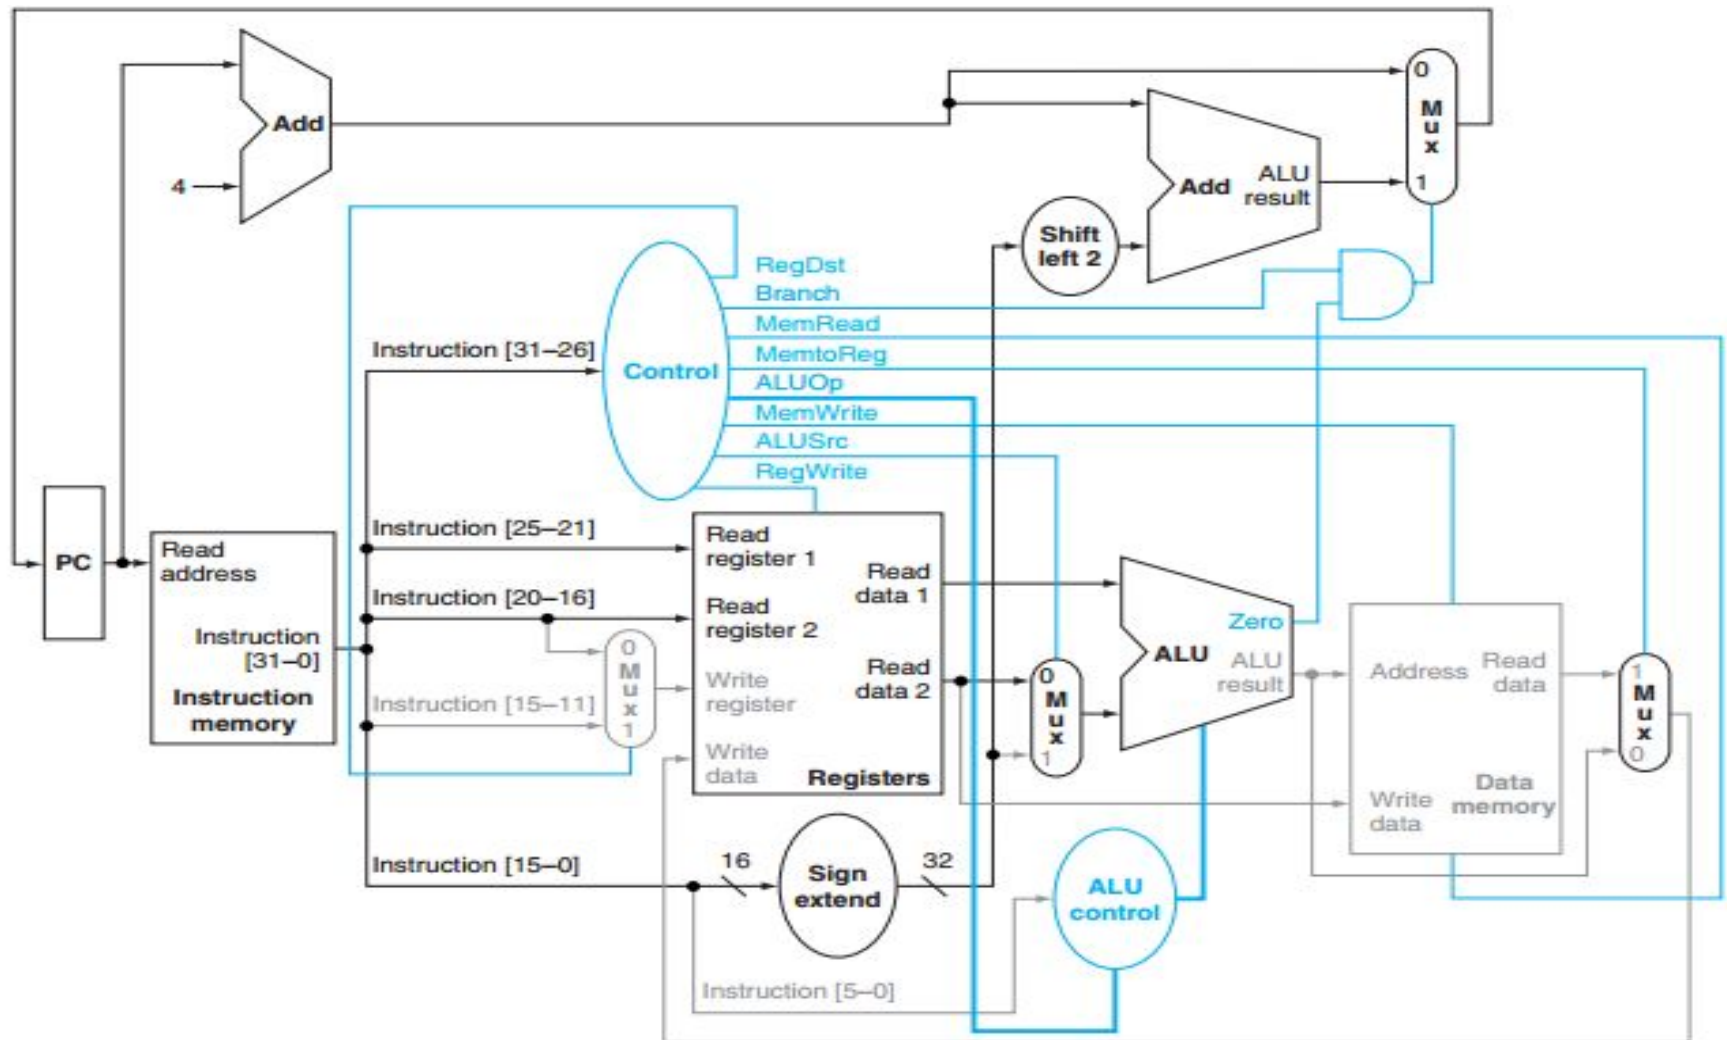 Add
4
0
M
u
x
1
Add
ALU
result
Shift
left 2
RegDst
Branch
MemRead
MemtoReg
ALUOp
MemWrite
ALUSrc
RegWrite
Instruction [31–26]
Control
PC
Read
address
Instruction
[31–0]
Instruction
memory
Instruction [25–21]
Instruction [20–16]
Instruction [15–11]
0
M
u
x
1
Read
register 1
Read
register 2
Write
register
Write
data
Read
data 1
Read
data 2
Registers
0
M
u
x
1
Zero
ALU
ALU
result
Address
Read
data
Write
data
Data
memory
1
M
u
x
0
Instruction [15–0]
16
Sign
extend
32
ALU
control
Instruction [5–0]